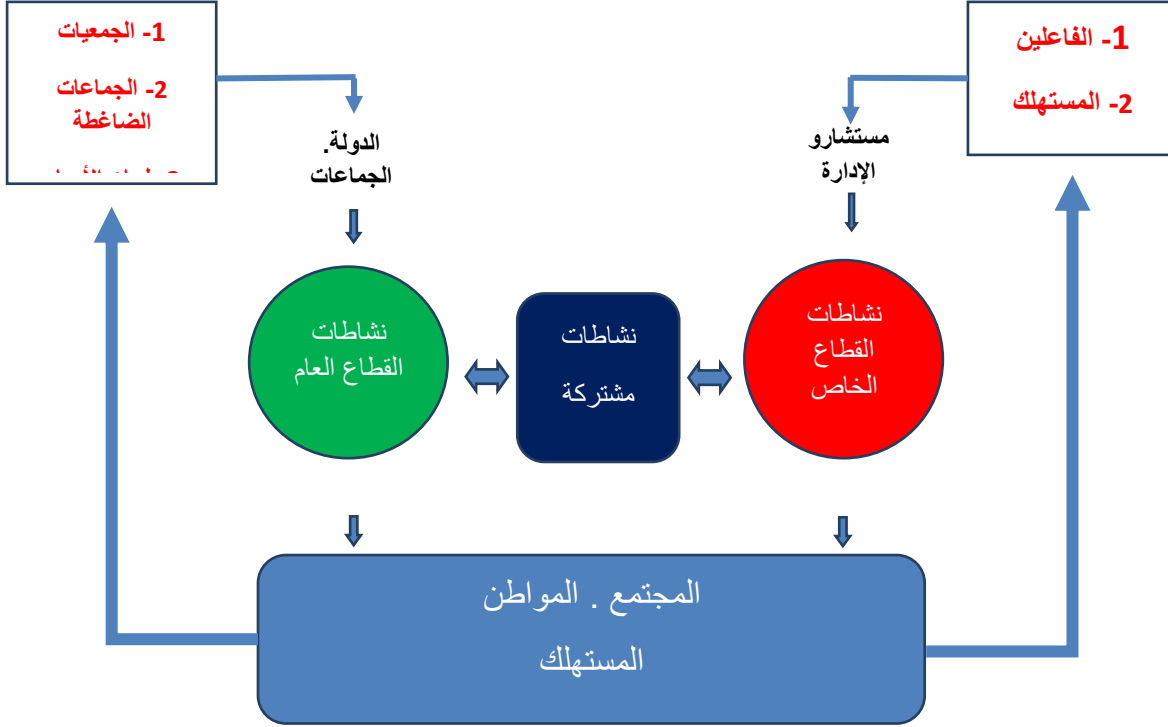 1- الفاعلين
2- المستهلك
1- الجمعيات
2- الجماعات
الضاغطة
مستشارو
الإدارة
الدولة.
الجماعات
نشاطات
القطاع
الخاص
نشاطات
مشتركة
نشاطات
القطاع العام
المجتمع . المواطن
المستهلك